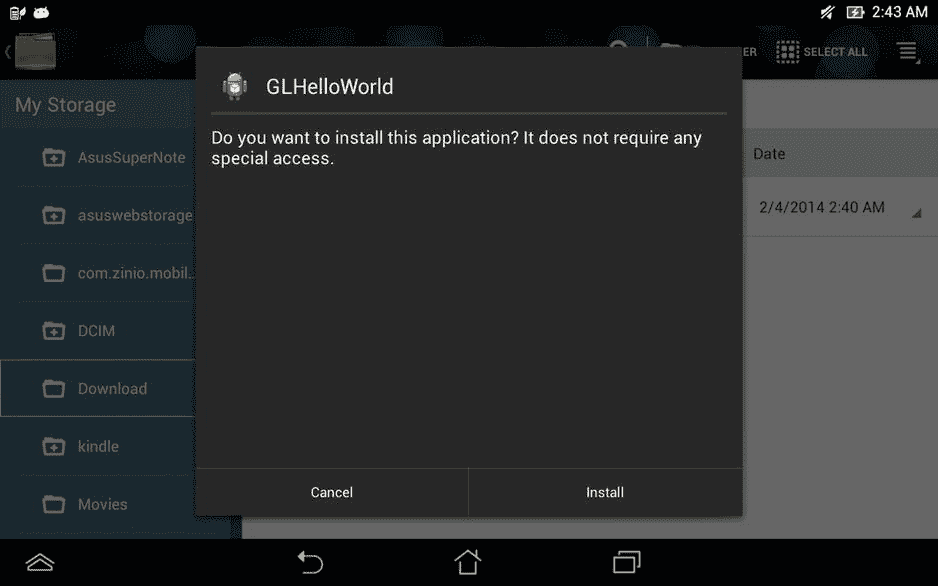 2:43 AM
ER
SELECT ALL
GLHelloWorld
My Storage
Do you want to install this application? It does not require any
special access.
AsusSuperNote
Date
asuswebstorage
2/4/2014 2:40 AM
com.zinio.mobil..
DCIM
Download
kindle
Cancel
Install
Movies